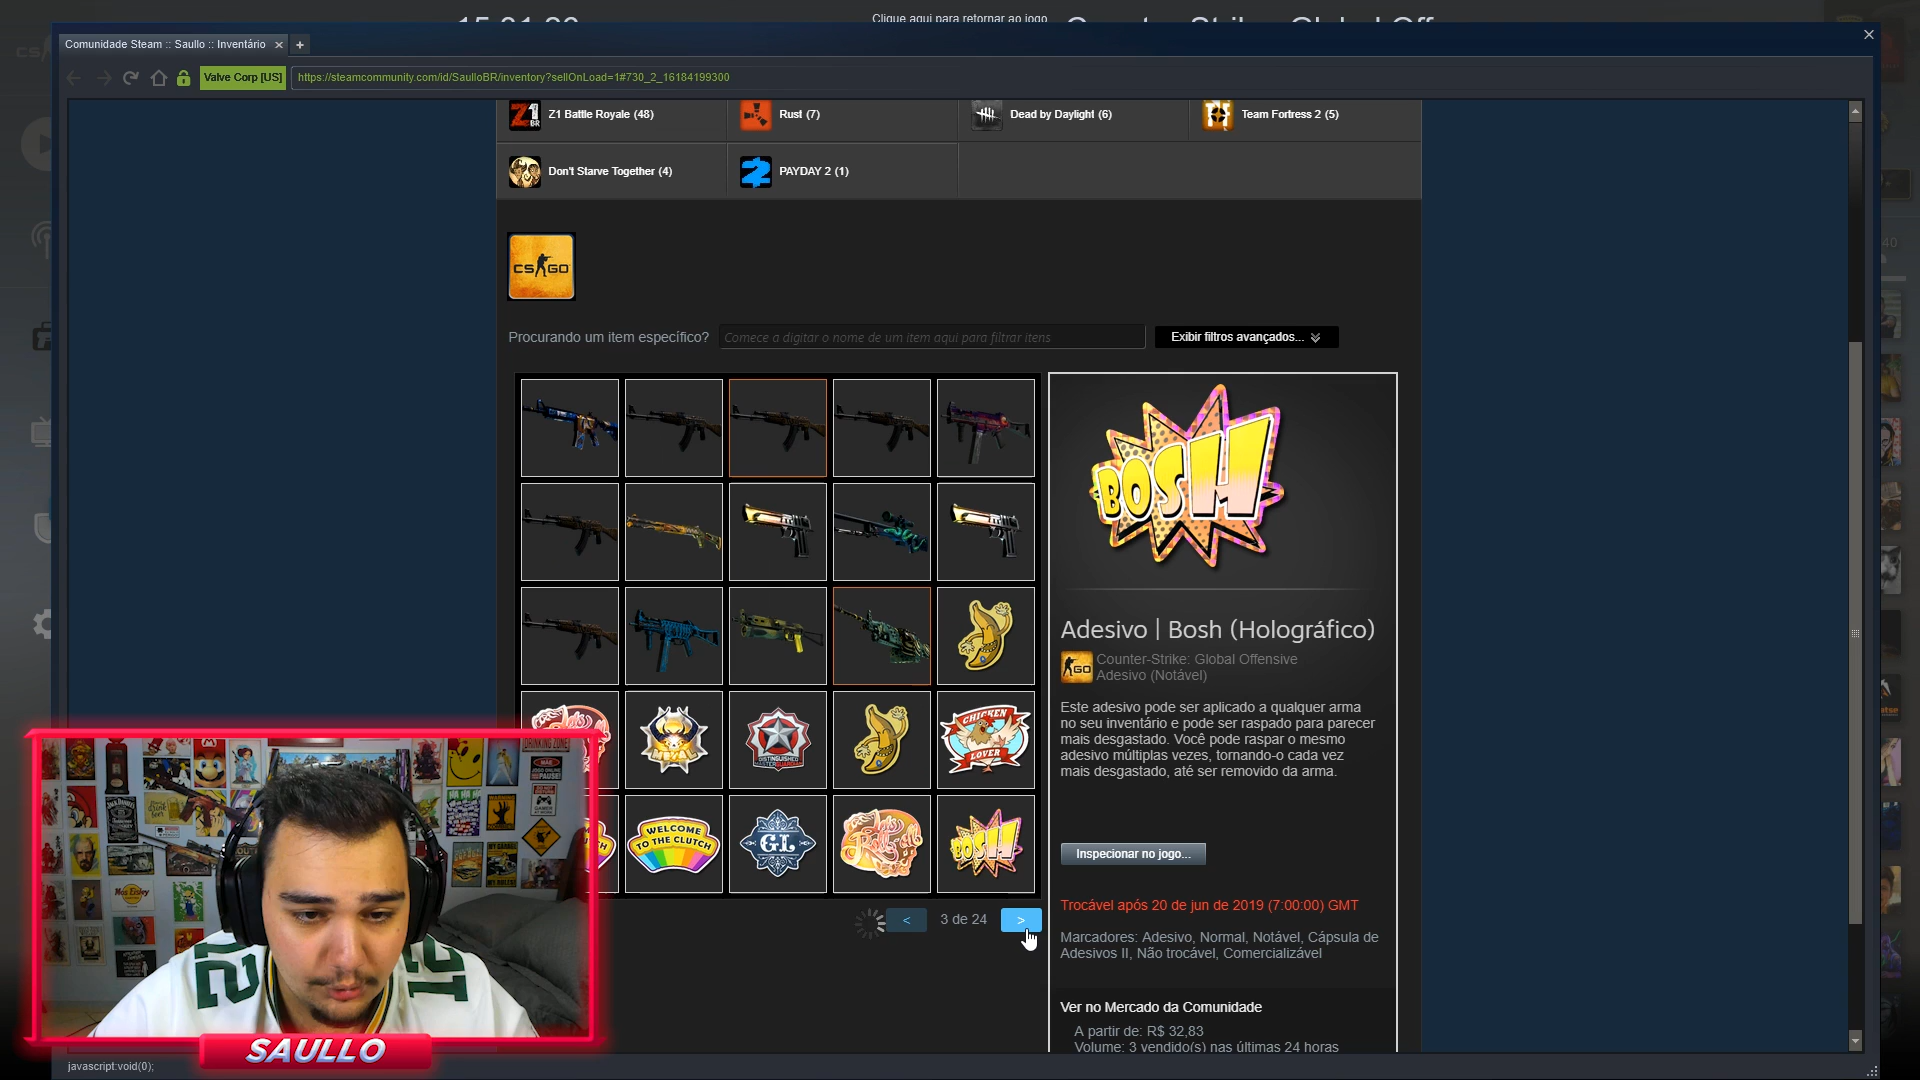 Clique aqui para retornar ao jogo
Comunidade Steam :: Saullo :: Inventário
Valve Corp [US]
https://steamcommunity.com/id/SaulloBR/inventory?sellOnLoad=1#730_2_16184199300
Z1 Battle Royale (48)
Rust (7)
Dead by Daylight (6)
Team Fortress 2 (5)
Don't Starve Together (4)
PAYDAY 2 (1)
CS GO
Procurando um item específico?
Comece a digitar o nome de um item aqui para filtrar itens
Exibir filtros avançados...
BOSH
Adesivo | Bosh (Holográfico)
GO
Counter-Strike: Global Offensive
Adesivo (Notável)
Este adesivo pode ser aplicado a qualquer arma
no seu inventário e pode ser raspado para parecer
mais desgastado. Você pode raspar o mesmo
adesivo múltiplas vezes, tornando-o cada vez
mais desgastado, até ser removido da arma.
CHICKEN
LOVER
DISTINGUISHED
WELCOME
TO THE CLUTCH
GL
BOSH
Inspecionar no jogo...
< 3 de 24 >
Trocável após 20 de jun de 2019 (7:00:00) GMT
Marcadores: Adesivo, Normal, Notável, Cápsula de
Adesivos II, Não trocável, Comercializável
Ver no Mercado da Comunidade
A partir de: R$ 32,83
Volume: 3 vendido(s) nas últimas 24 horas
SAULLO
javascript:void(0);